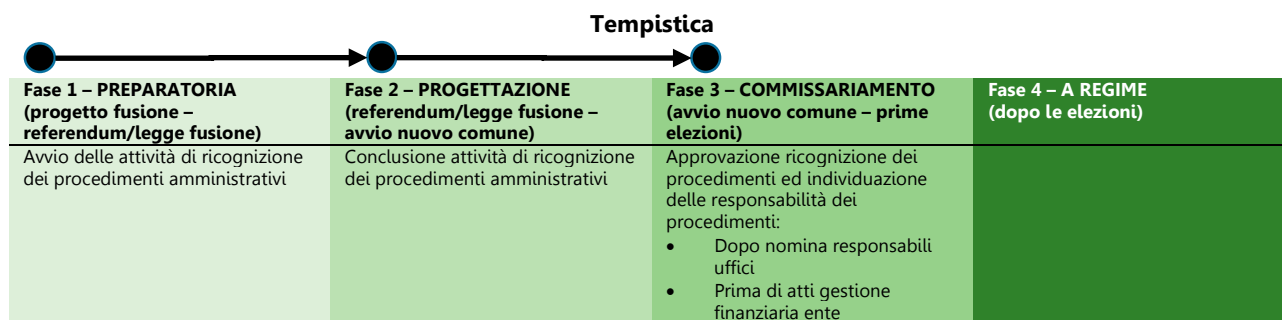 Tempistica
Fase 1 – PREPARATORIA
(progetto fusione –
referendum/legge fusione)
Fase 2 – PROGETTAZIONE
(referendum/legge fusione –
avvio nuovo comune)
Fase 3 – COMMISSARIAMENTO
(avvio nuovo comune – prime
elezioni)
Fase 4 – A REGIME
(dopo le elezioni)
Avvio delle attività di ricognizione
dei procedimenti amministrativi
Conclusione attività di ricognizione
dei procedimenti amministrativi
Approvazione ricognizione dei
procedimenti ed individuazione
delle responsabilità dei
procedimenti:
• Dopo nomina responsabili
uffici
• Prima di atti gestione
finanziaria ente